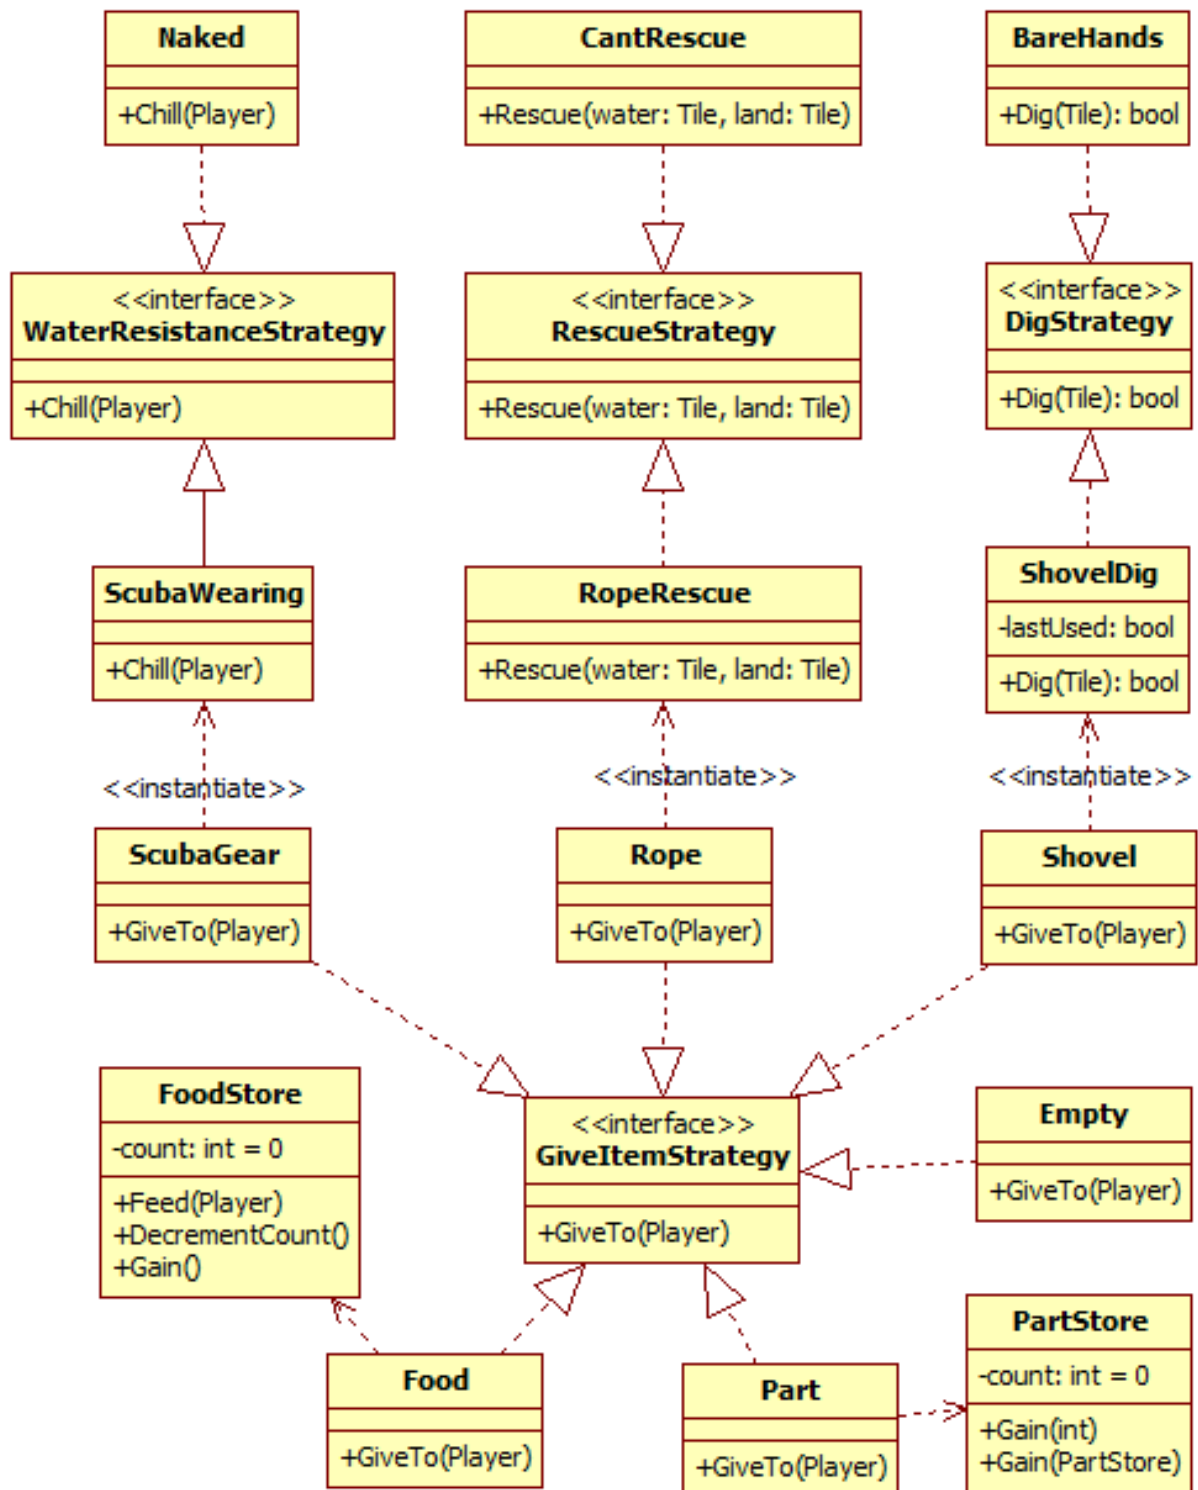 Naked
+Chill(Player)
CantRescue
+Rescue(water: Tile, land: Tile)
BareHands
+Dig(Tile): bool
<<interface>>
WaterResistanceStrategy
+Chill(Player)
<<interface>>
RescueStrategy
+Rescue(water: Tile, land: Tile)
<<interface>>
DigStrategy
+Dig(Tile): bool
ScubaWearing
+Chill(Player)
RopeRescue
+Rescue(water: Tile, land: Tile)
ShovelDig
-lastUsed: bool
+Dig(Tile): bool
<<instantiate>>
<<instantiate>>
<<instantiate>>
ScubaGear
+GiveTo(Player)
Rope
+GiveTo(Player)
Shovel
+GiveTo(Player)
FoodStore
-count: int = 0
+Feed(Player)
+DecrementCount()
+Gain()
<<interface>>
GiveItemStrategy
+GiveTo(Player)
Empty
+GiveTo(Player)
Food
+GiveTo(Player)
Part
+GiveTo(Player)
PartStore
-count: int = 0
+Gain(int)
+Gain(PartStore)